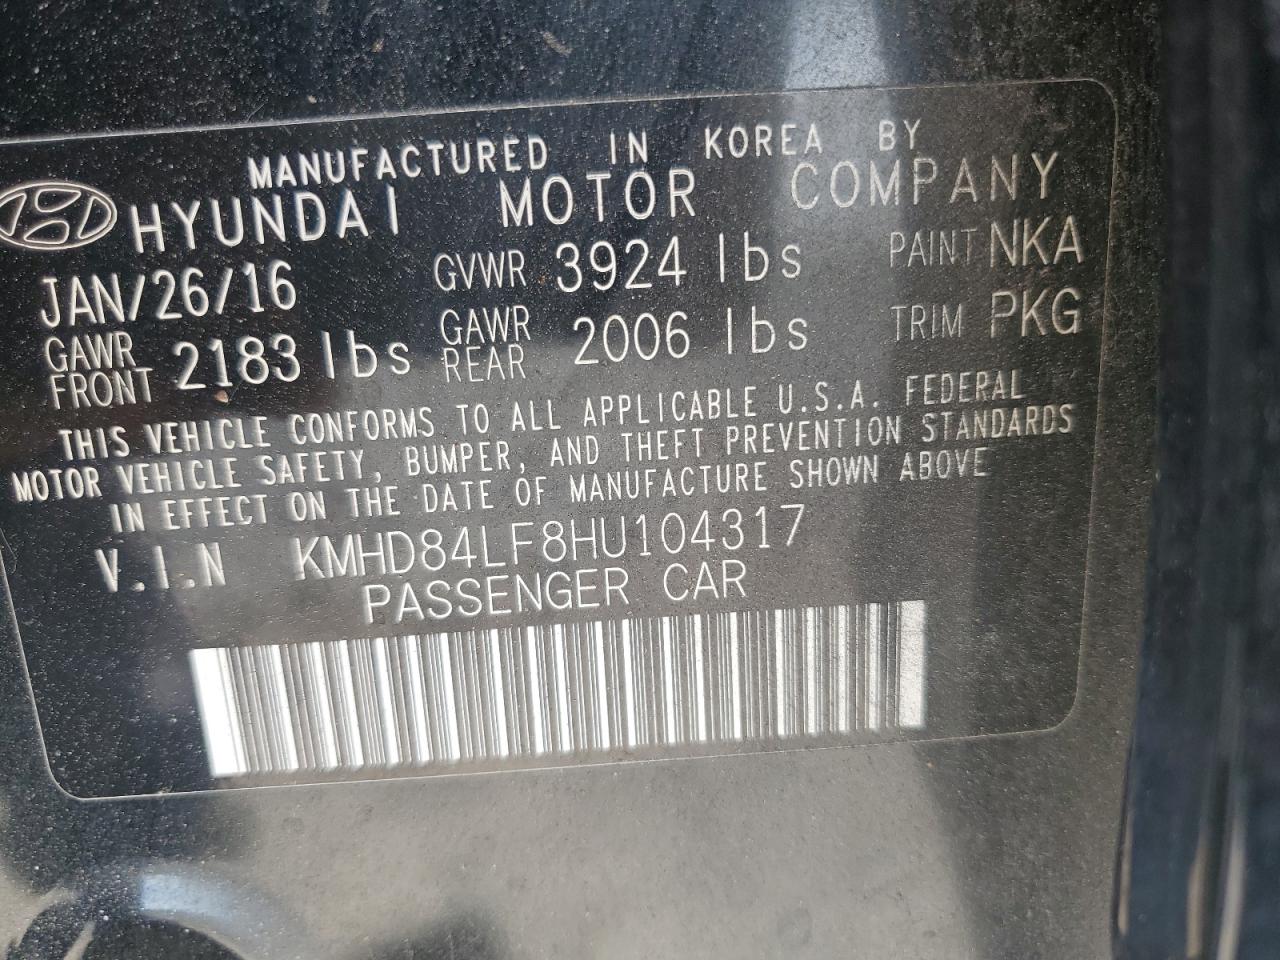 MANUFACTURED IN KOREA BY
HYUNDAI MOTOR COMPANY
JAN/26/16 GVWR 3924 lbs PAINT NKA
GAWR FRONT 2183 lbs GAWR REAR 2006 lbs TRIM PKG
THIS VEHICLE CONFORMS TO ALL APPLICABLE U.S.A. FEDERAL
MOTOR VEHICLE SAFETY, BUMPER, AND THEFT PREVENTION STANDARDS
IN EFFECT ON THE DATE OF MANUFACTURE SHOWN ABOVE
V.I.N KMHD84LF8HU104317
PASSENGER CAR